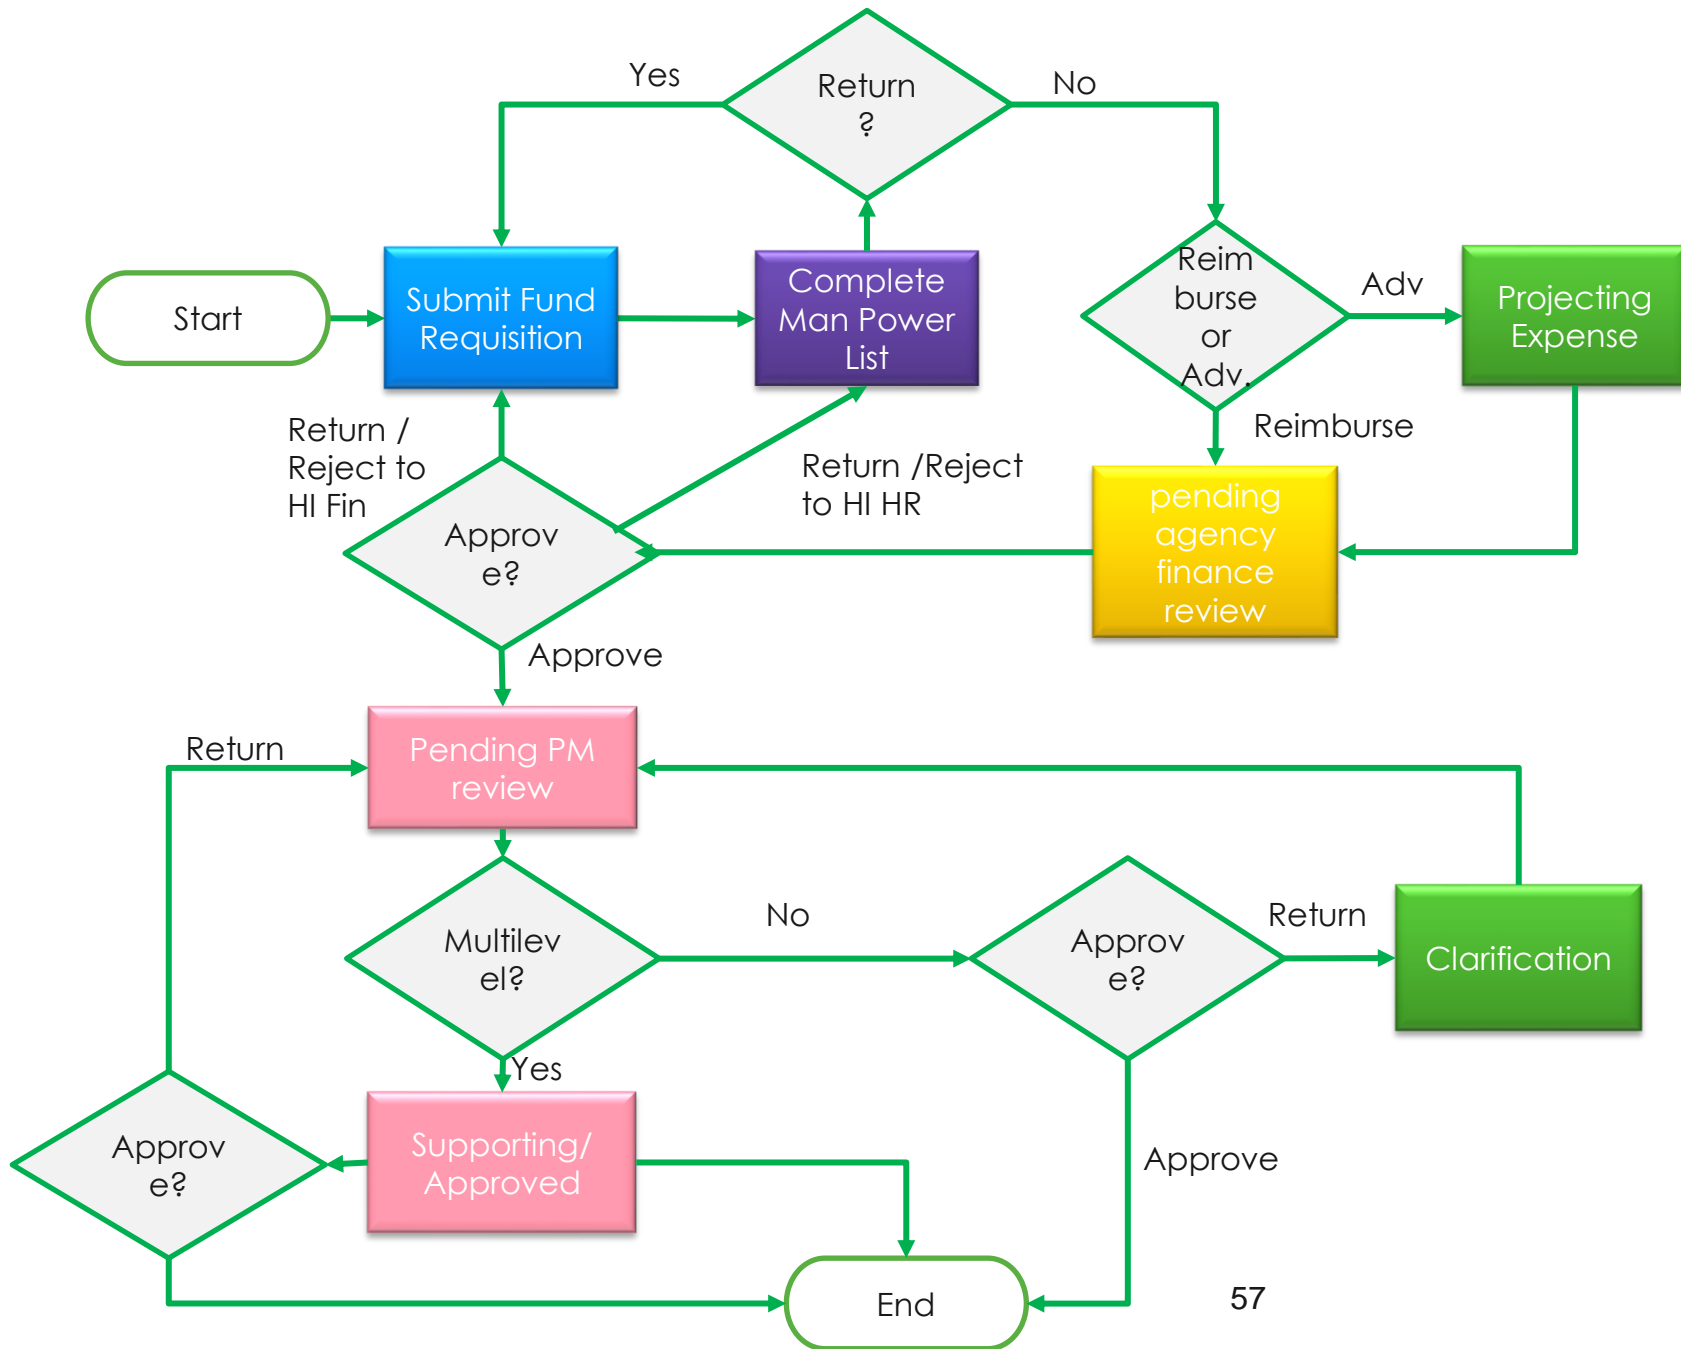 Yes
Return
?
No
Start
Submit Fund
Requisition
Complete
Man Power
List
Reim
burse
or
Adv.
Adv
Projecting
Expense
Return /
Reject to
HI Fin
Return /Reject
to HI HR
Reimburse
Approv
e?
pending
agency
finance
review
Approve
Return
Pending PM
review
Multilev
el?
No
Approv
e?
Return
Clarification
Yes
Approv
e?
Supporting/
Approved
Approve
End
57